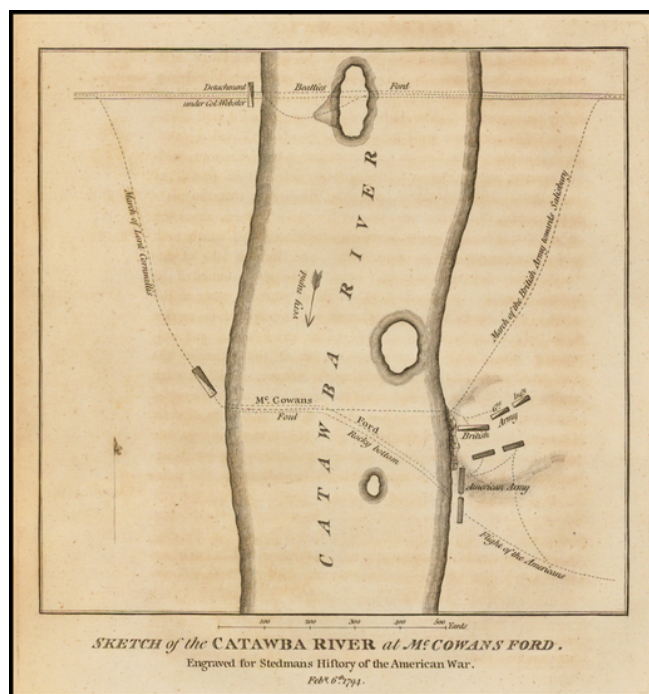 Detachment
under Col. Webster
Beatties Ford
March of Lord Cornwallis
March of the British Army towards Salisbury
CATAWBA RIVER
Mc. Cowans
Ford
Ford
Rocky bottom
British
Army
American Army
Flight of the Americans
100 200 300 400 500 Yards
SKETCH of the CATAWBA RIVER at Mc. COWANS FORD.
Engraved for Stedmans History of the American War.
Feby. 6th. 1794.